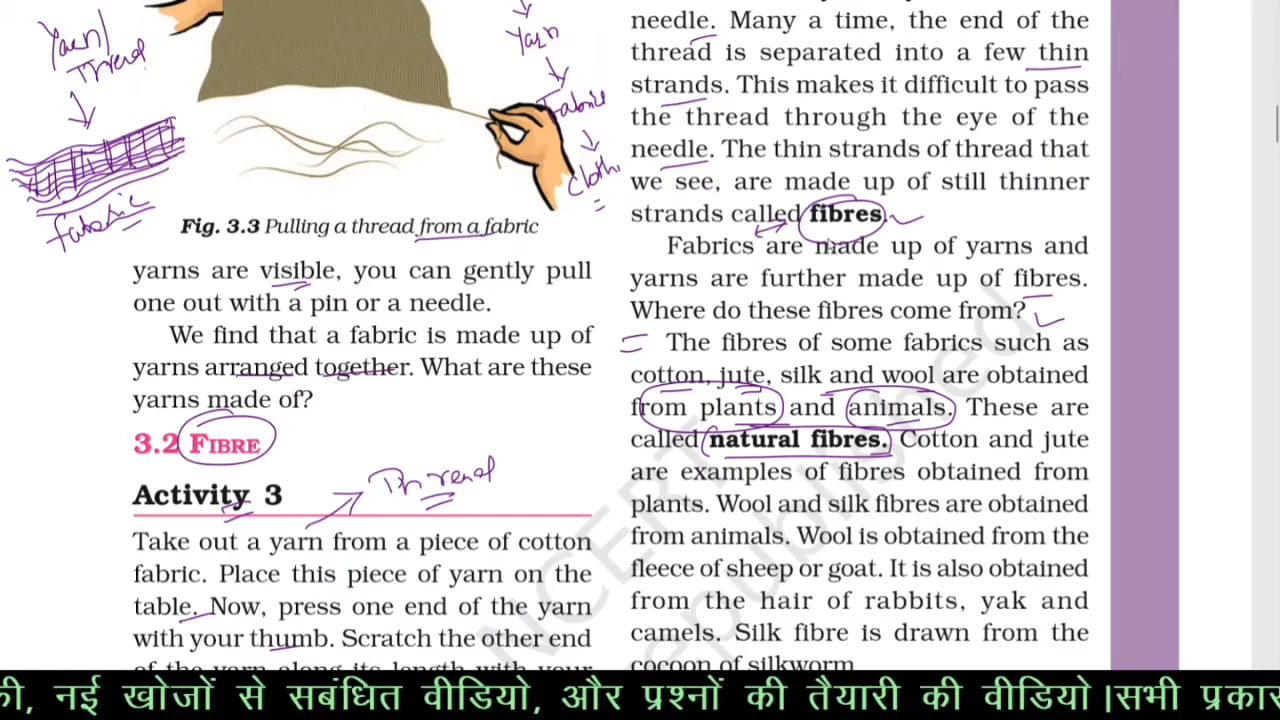 Yarn/
Thread
Fabric
Yarn
Fabric
Cloth
Fig. 3.3 Pulling a thread from a fabric
yarns are visible, you can gently pull
one out with a pin or a needle.
We find that a fabric is made up of
yarns arranged together. What are these
yarns made of?
3.2 FIBRE
Activity 3
Take out a yarn from a piece of cotton
fabric. Place this piece of yarn on the
table. Now, press one end of the yarn
with your thumb. Scratch the other end
of the yarn along its length with your
needle. Many a time, the end of the
thread is separated into a few thin
strands. This makes it difficult to pass
the thread through the eye of the
needle. The thin strands of thread that
we see, are made up of still thinner
strands called fibres.
Fabrics are made up of yarns and
yarns are further made up of fibres.
Where do these fibres come from?
The fibres of some fabrics such as
cotton, jute, silk and wool are obtained
from plants and animals. These are
called natural fibres. Cotton and jute
are examples of fibres obtained from
plants. Wool and silk fibres are obtained
from animals. Wool is obtained from the
fleece of sheep or goat. It is also obtained
from the hair of rabbits, yak and
camels. Silk fibre is drawn from the
cocoon of silkworm
NCERT
republished
की, नई खोजों से सबंधित वीडियो, और प्रश्नों की तैयारी की वीडियो |सभी प्रकार